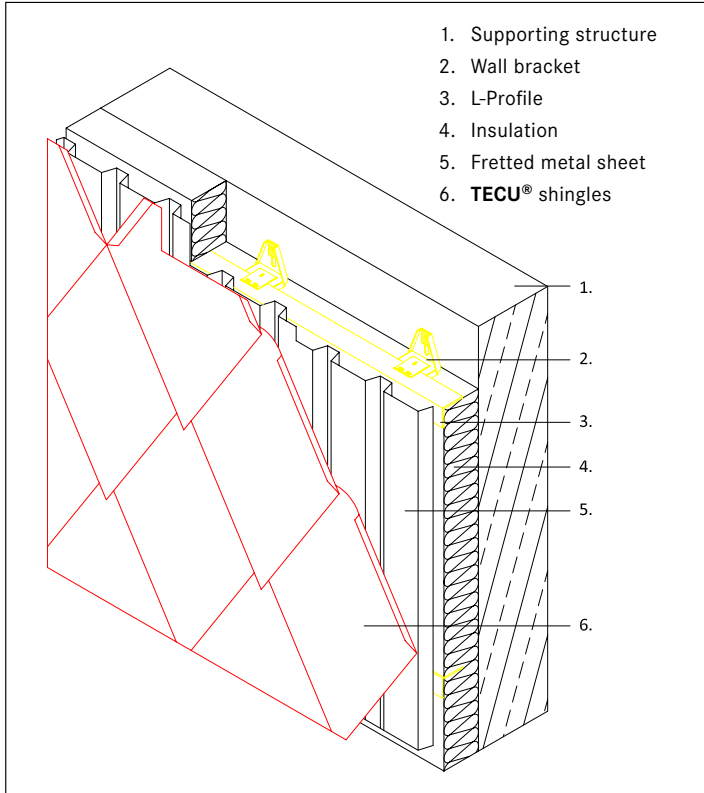 1. Supporting structure
2. Wall bracket
3. L-Profile
4. Insulation
5. Fretted metal sheet
6. TECU® shingles
1.
2.
3.
4.
5.
6.